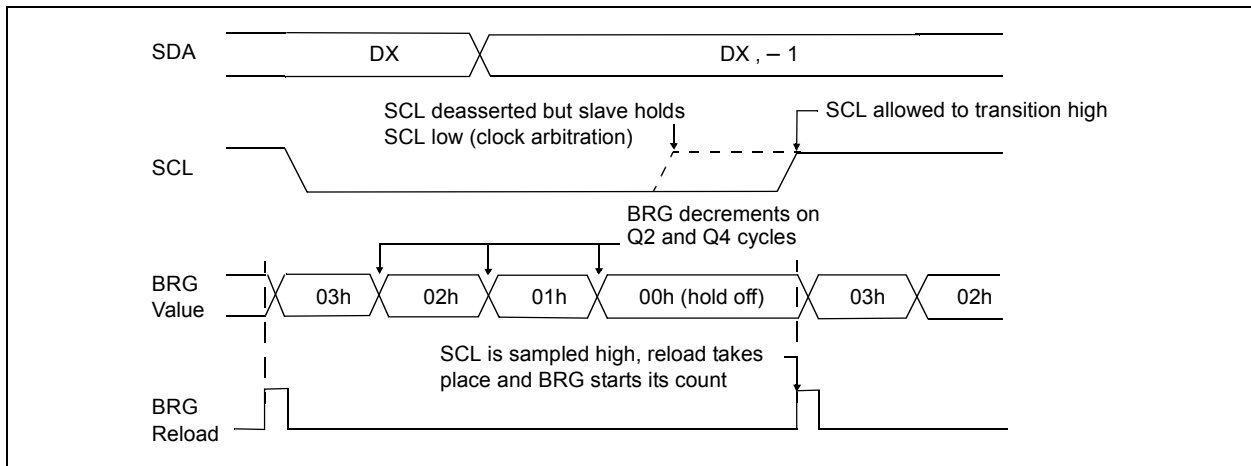 SDA
DX
DX , – 1
SCL deasserted but slave holds
SCL low (clock arbitration)
SCL allowed to transition high
SCL
BRG decrements on
Q2 and Q4 cycles
BRG
Value
03h
02h
01h
00h (hold off)
03h
02h
SCL is sampled high, reload takes
place and BRG starts its count
BRG
Reload